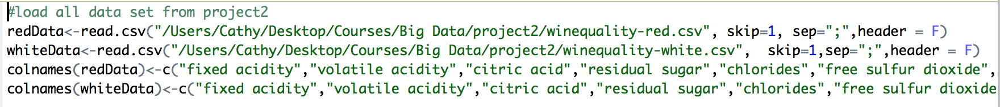 #load all data set from project2
redData<-read.csv("/Users/Cathy/Desktop/Courses/Big Data/project2/winequality-red.csv", skip=1, sep=";",header = F)
whiteData<-read.csv("/Users/Cathy/Desktop/Courses/Big Data/project2/winequality-white.csv",  skip=1,sep=";",header = F)
colnames(redData)<-c("fixed acidity","volatile acidity","citric acid","residual sugar","chlorides","free sulfur dioxide",
colnames(whiteData)<-c("fixed acidity","volatile acidity","citric acid","residual sugar","chlorides","free sulfur dioxide